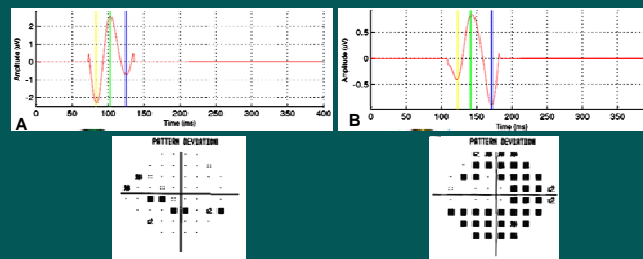 Amplitude (uV)
2
1
0
-1
-2
0 50 100 150 200 250 300 350 400
Time (ms)
A
Amplitude (uV)
0.5
0
-0.5
0 50 100 150 200 250 300 350
Time (ms)
B
PATTERN DEVIATION
PATTERN DEVIATION